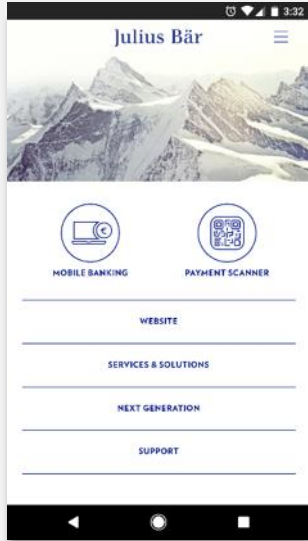 3:32
Julius Bär
MOBILE BANKING
PAYMENT SCANNER
WEBSITE
SERVICES & SOLUTIONS
NEXT GENERATION
SUPPORT